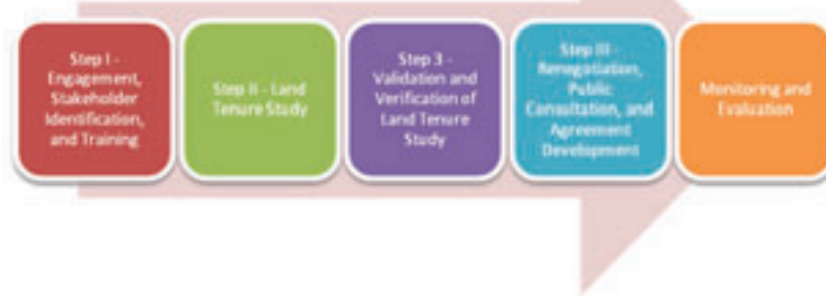 Step I -
Engagement,
Stakeholder
Identification,
and Training
Step II - Land
Tenure Study
Step 3 -
Validation and
Verification of
Land Tenure
Study
Step III -
Renegotiation,
Public
Consultation, and
Agreement
Development
Monitoring and
Evaluation